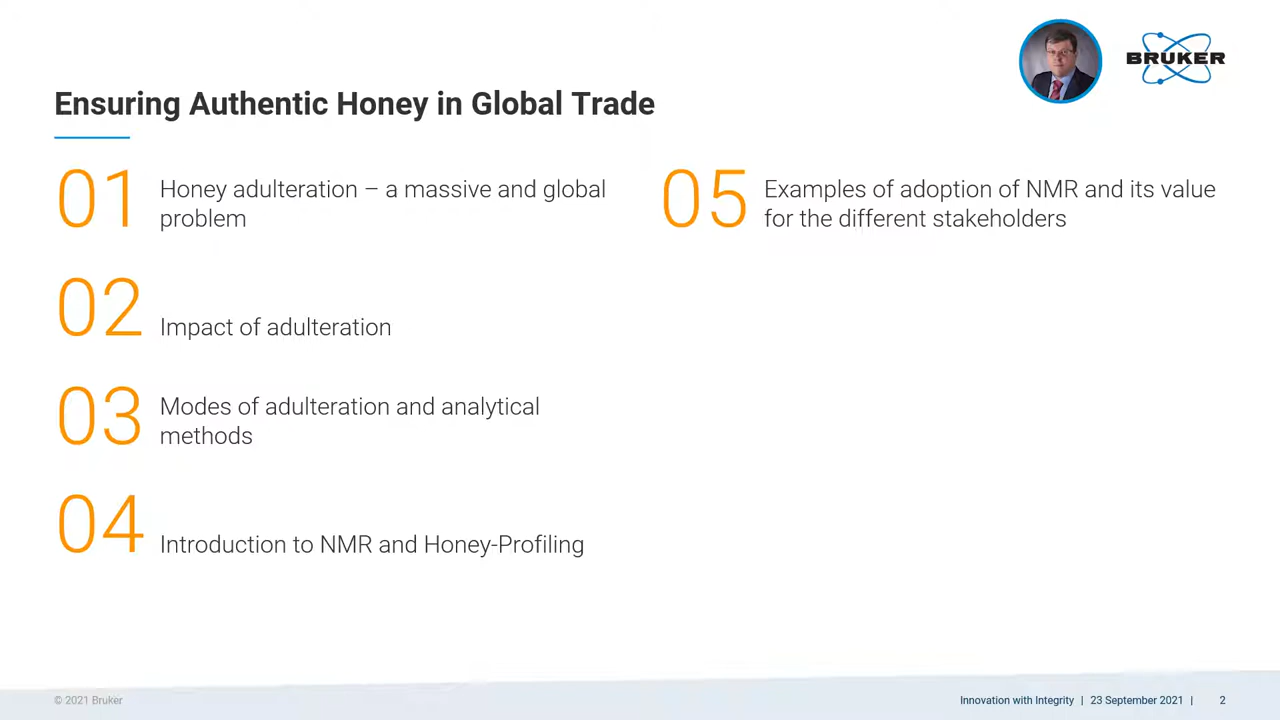 BRUKER
Ensuring Authentic Honey in Global Trade
01
Honey adulteration – a massive and global
problem
02
Impact of adulteration
03
Modes of adulteration and analytical
methods
04
Introduction to NMR and Honey-Profiling
05
Examples of adoption of NMR and its value
for the different stakeholders
© 2021 Bruker
Innovation with Integrity | 23 September 2021 | 2